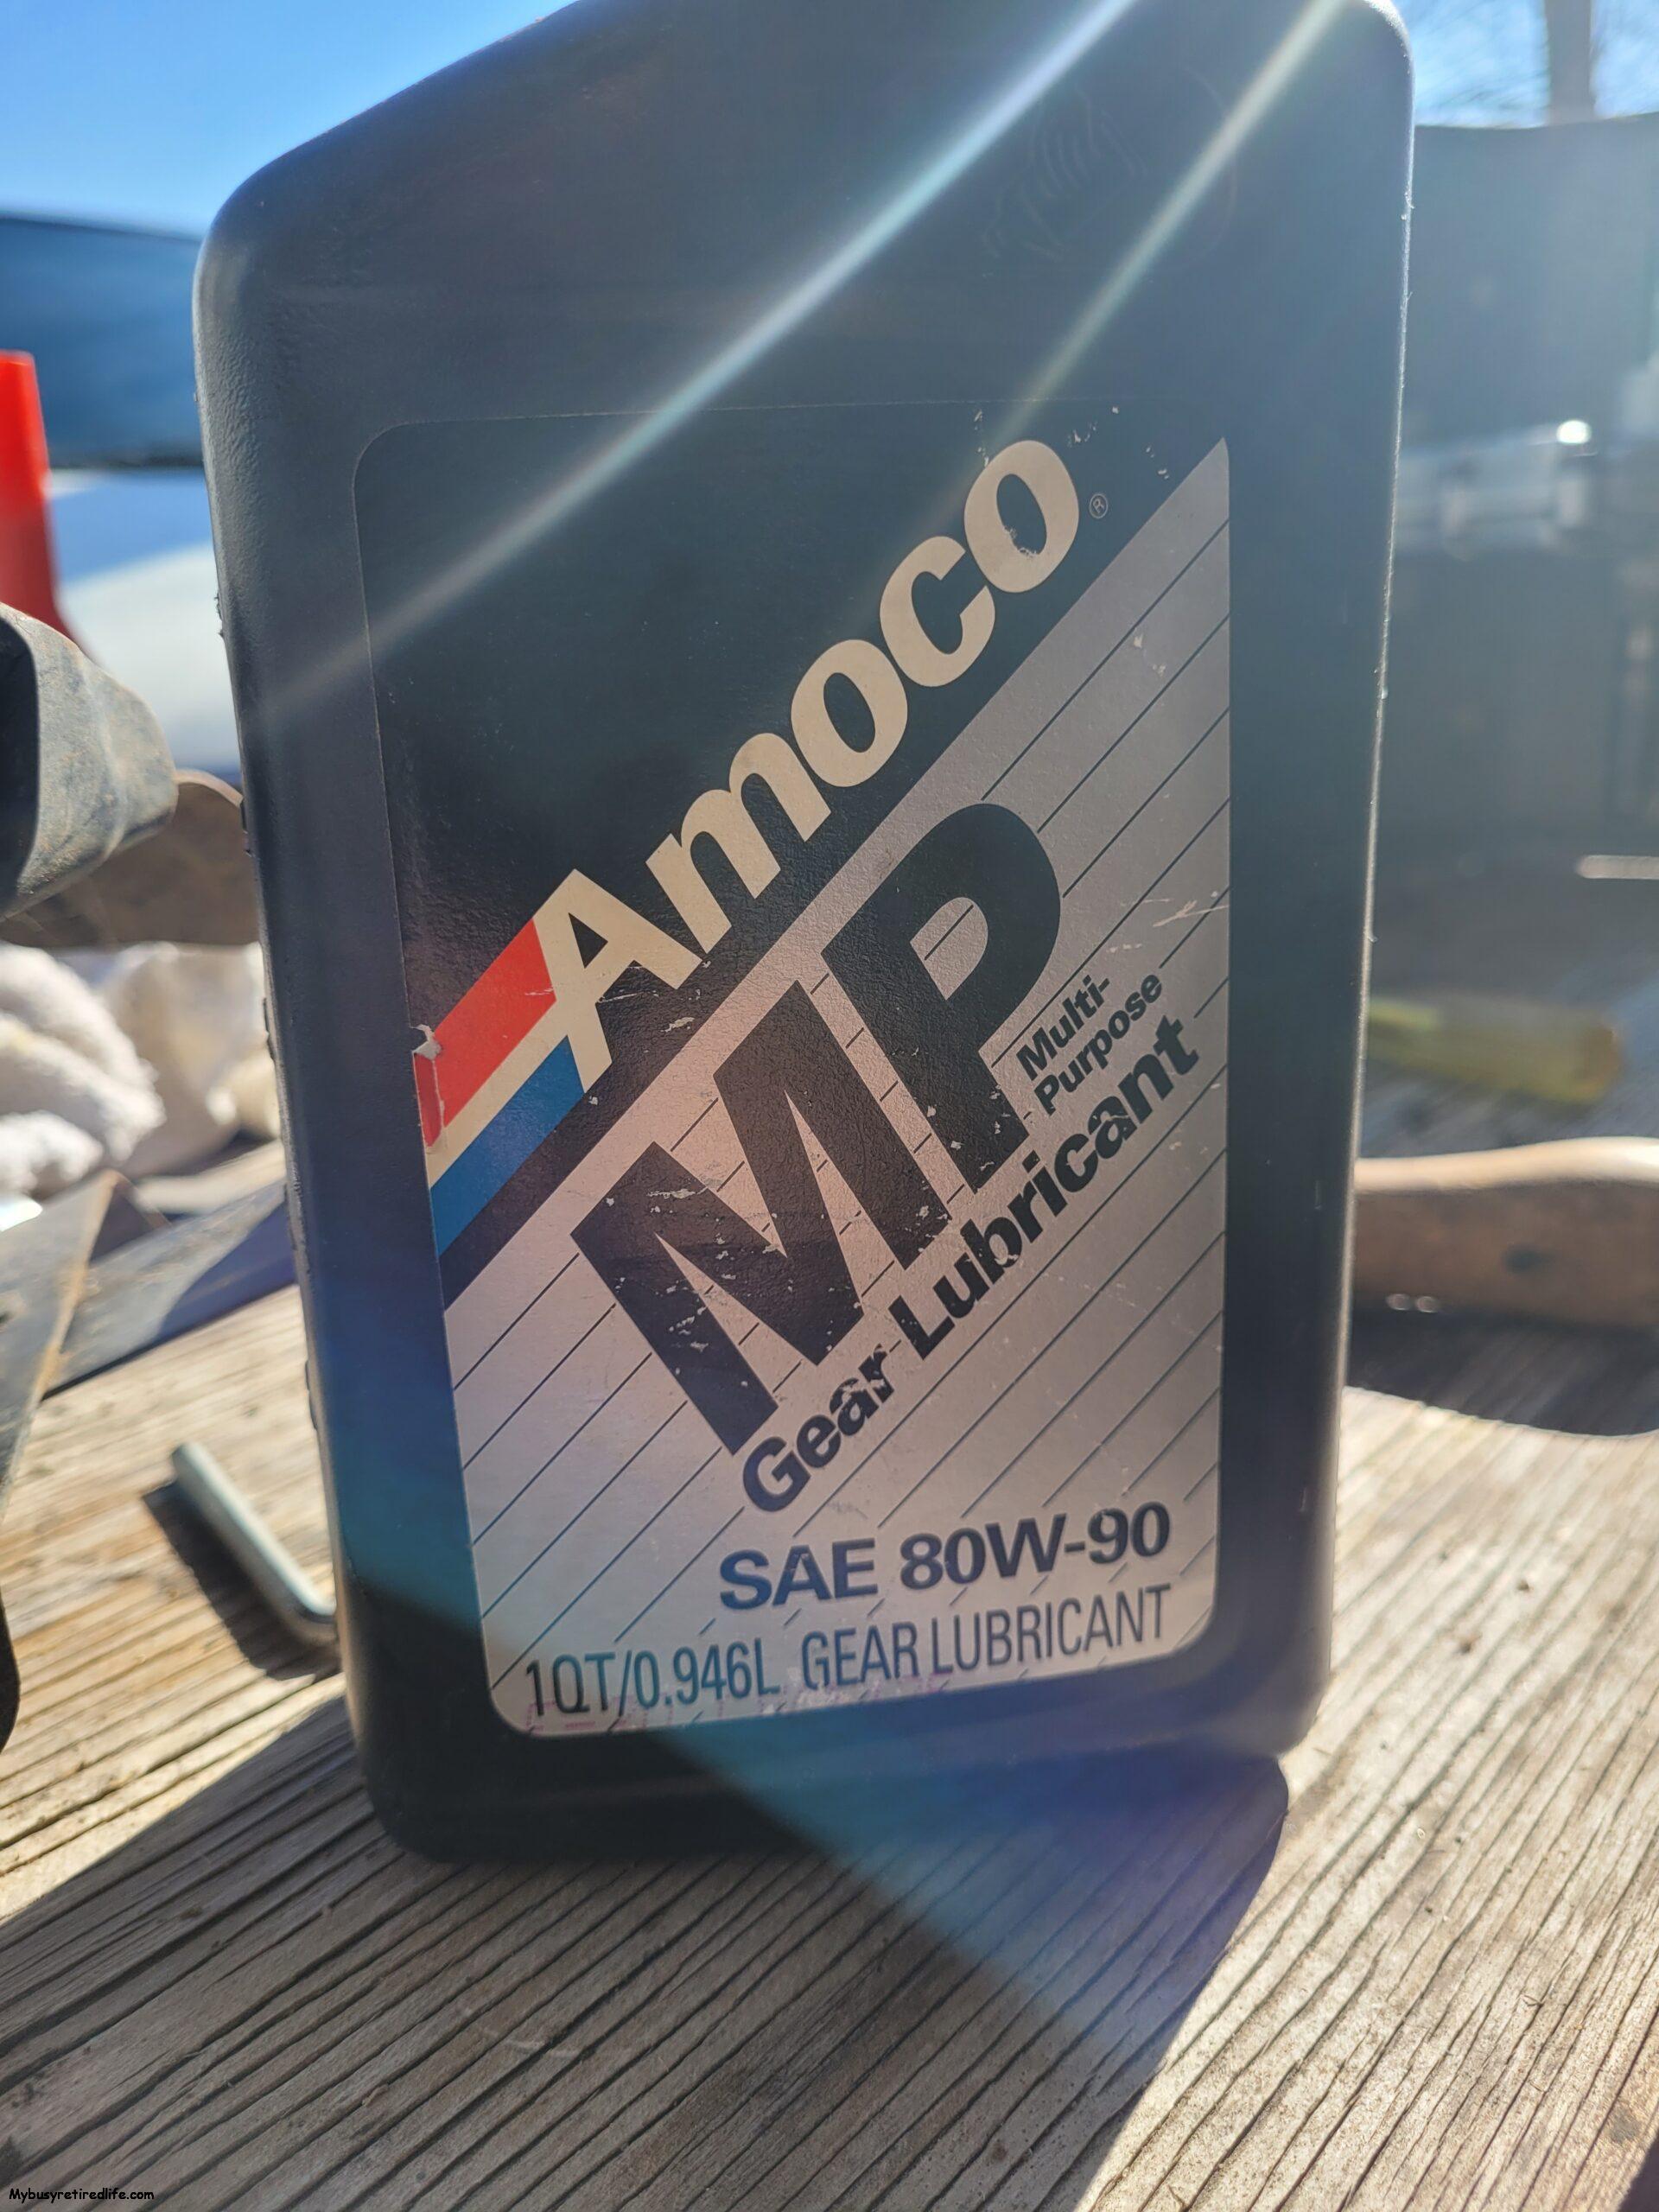 Amoco®
MP
Multi-
Purpose
Gear Lubricant
SAE 80W-90
1QT/0.946L GEAR LUBRICANT
Mybusyretiredlife.com